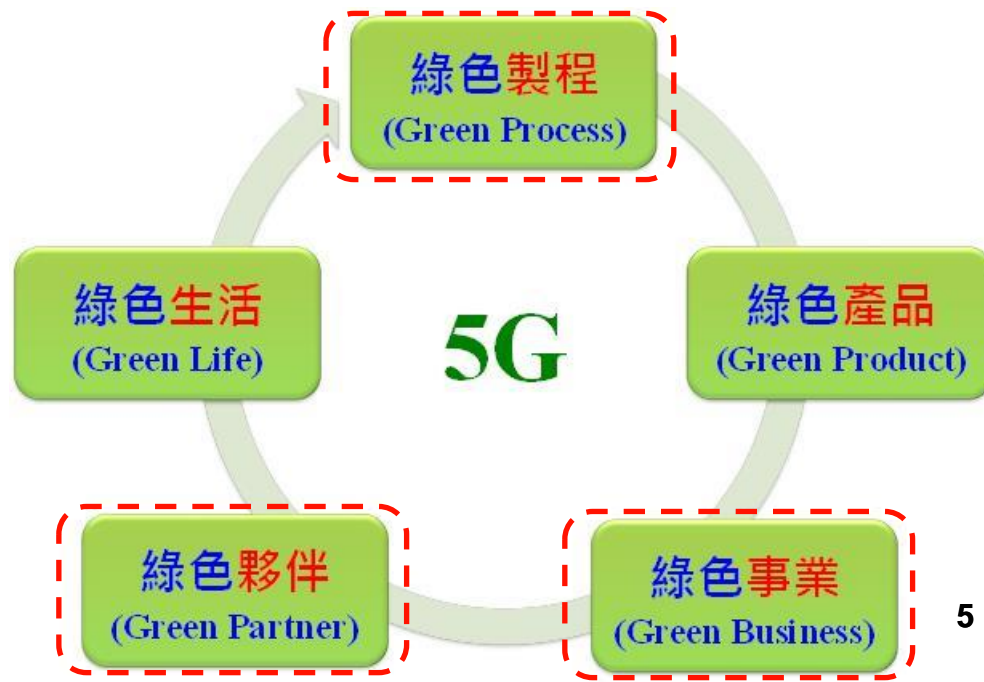 綠色製程
(Green Process)
綠色生活
(Green Life)
5G
綠色產品
(Green Product)
綠色夥伴
(Green Partner)
綠色事業
(Green Business)
5